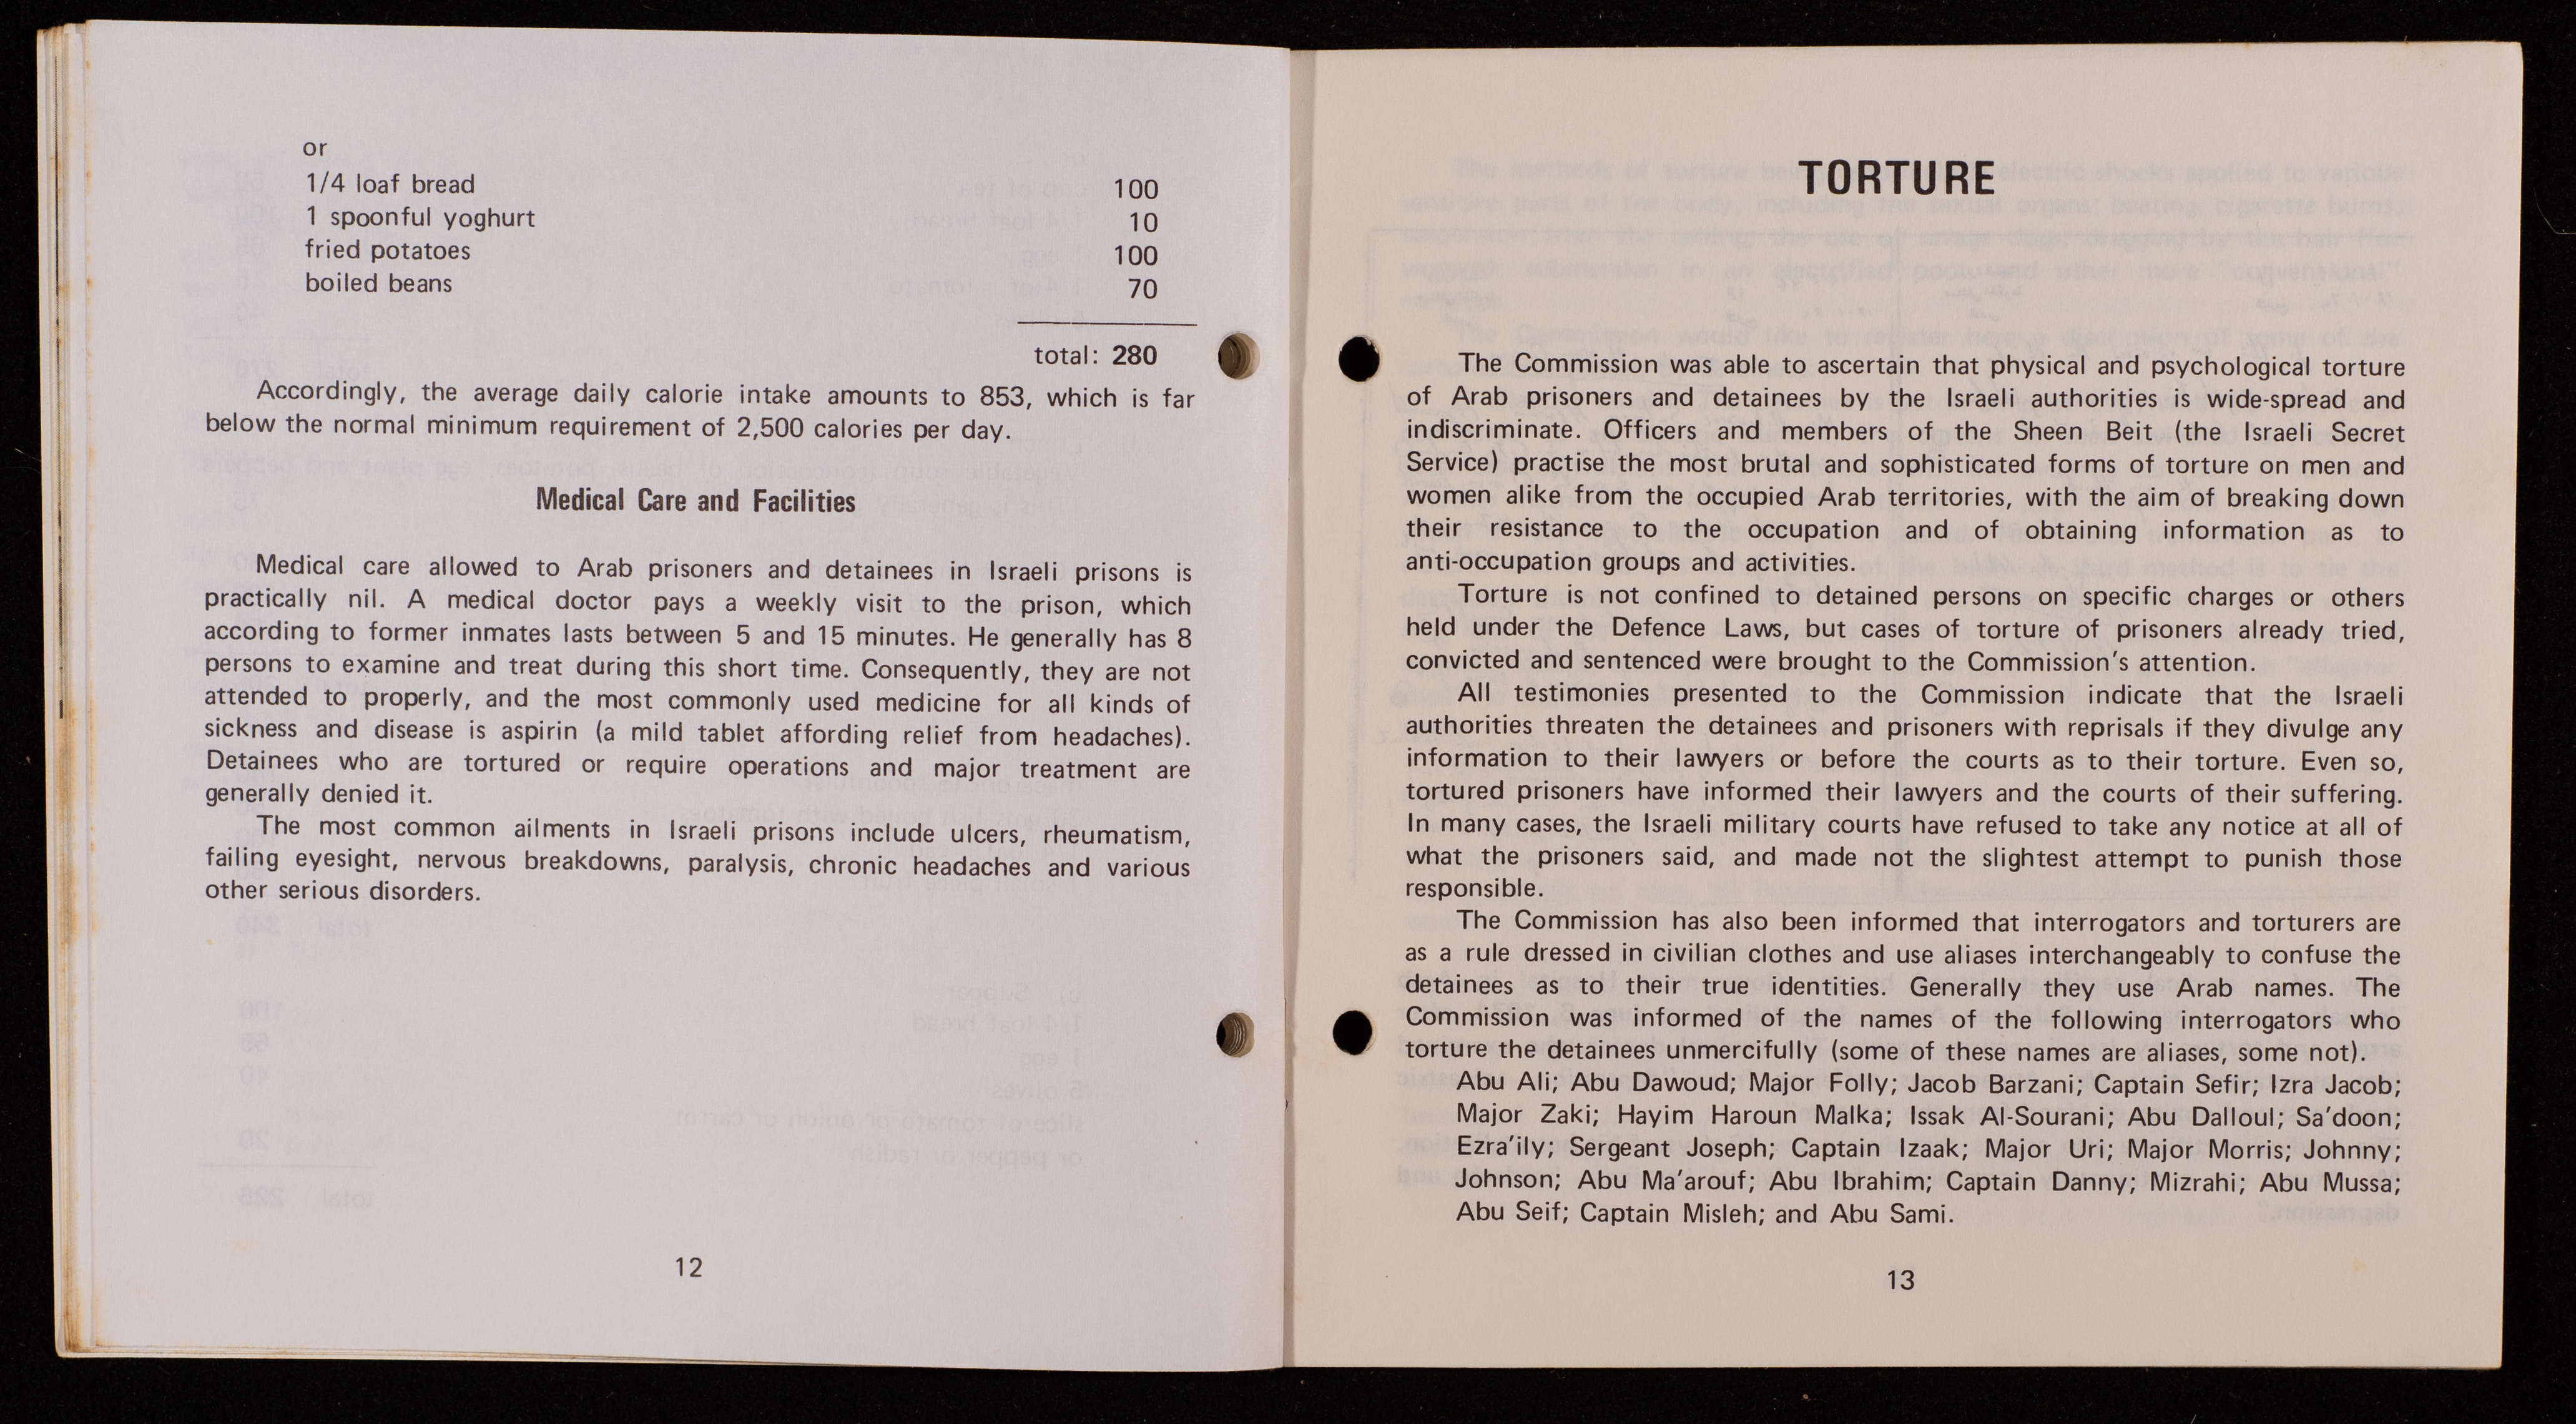 or
1/4 loaf bread 100
1 spoonful yoghurt 10
fried potatoes 100
boiled beans 70
total: 280
Accordingly, the average daily calorie intake amounts to 853, which is far
below the normal minimum requirement of 2,500 calories per day.
Medical Care and Facilities
Medical care allowed to Arab prisoners and detainees in Israeli prisons is
practically nil. A medical doctor pays a weekly visit to the prison, which
according to former inmates lasts between 5 and 15 minutes. He generally has 8
persons to examine and treat during this short time. Consequently, they are not
attended to properly, and the most commonly used medicine for all kinds of
sickness and disease is aspirin (a mild tablet affording relief from headaches).
Detainees who are tortured or require operations and major treatment are
generally denied it.
The most common ailments in Israeli prisons include ulcers, rheumatism,
failing eyesight, nervous breakdowns, paralysis, chronic headaches and various
other serious disorders.
12
TORTURE
The Commission was able to ascertain that physical and psychological torture
of Arab prisoners and detainees by the Israeli authorities is wide-spread and
indiscriminate. Officers and members of the Sheen Beit (the Israeli Secret
Service) practise the most brutal and sophisticated forms of torture on men and
women alike from the occupied Arab territories, with the aim of breaking down
their resistance to the occupation and of obtaining information as to
anti-occupation groups and activities.
Torture is not confined to detained persons on specific charges or others
held under the Defence Laws, but cases of torture of prisoners already tried,
convicted and sentenced were brought to the Commission's attention.
All testimonies presented to the Commission indicate that the Israeli
authorities threaten the detainees and prisoners with reprisals if they divulge any
information to their lawyers or before the courts as to their torture. Even so,
tortured prisoners have informed their lawyers and the courts of their suffering.
In many cases, the Israeli military courts have refused to take any notice at all of
what the prisoners said, and made not the slightest attempt to punish those
responsible.
The Commission has also been informed that interrogators and torturers are
as a rule dressed in civilian clothes and use aliases interchangeably to confuse the
detainees as to their true identities. Generally they use Arab names. The
Commission was informed of the names of the following interrogators who
torture the detainees unmercifully (some of these names are aliases, some not).
Abu Ali; Abu Dawoud; Major Folly; Jacob Barzani; Captain Sefir; Izra Jacob;
Major Zaki; Hayim Haroun Malka; Issak Al-Sourani; Abu Dalloul; Sa'doon;
Ezra'ily; Sergeant Joseph; Captain Izaak; Major Uri; Major Morris; Johnny;
Johnson; Abu Ma'arouf; Abu Ibrahim; Captain Danny; Mizrahi; Abu Mussa;
Abu Seif; Captain Misleh; and Abu Sami.
13